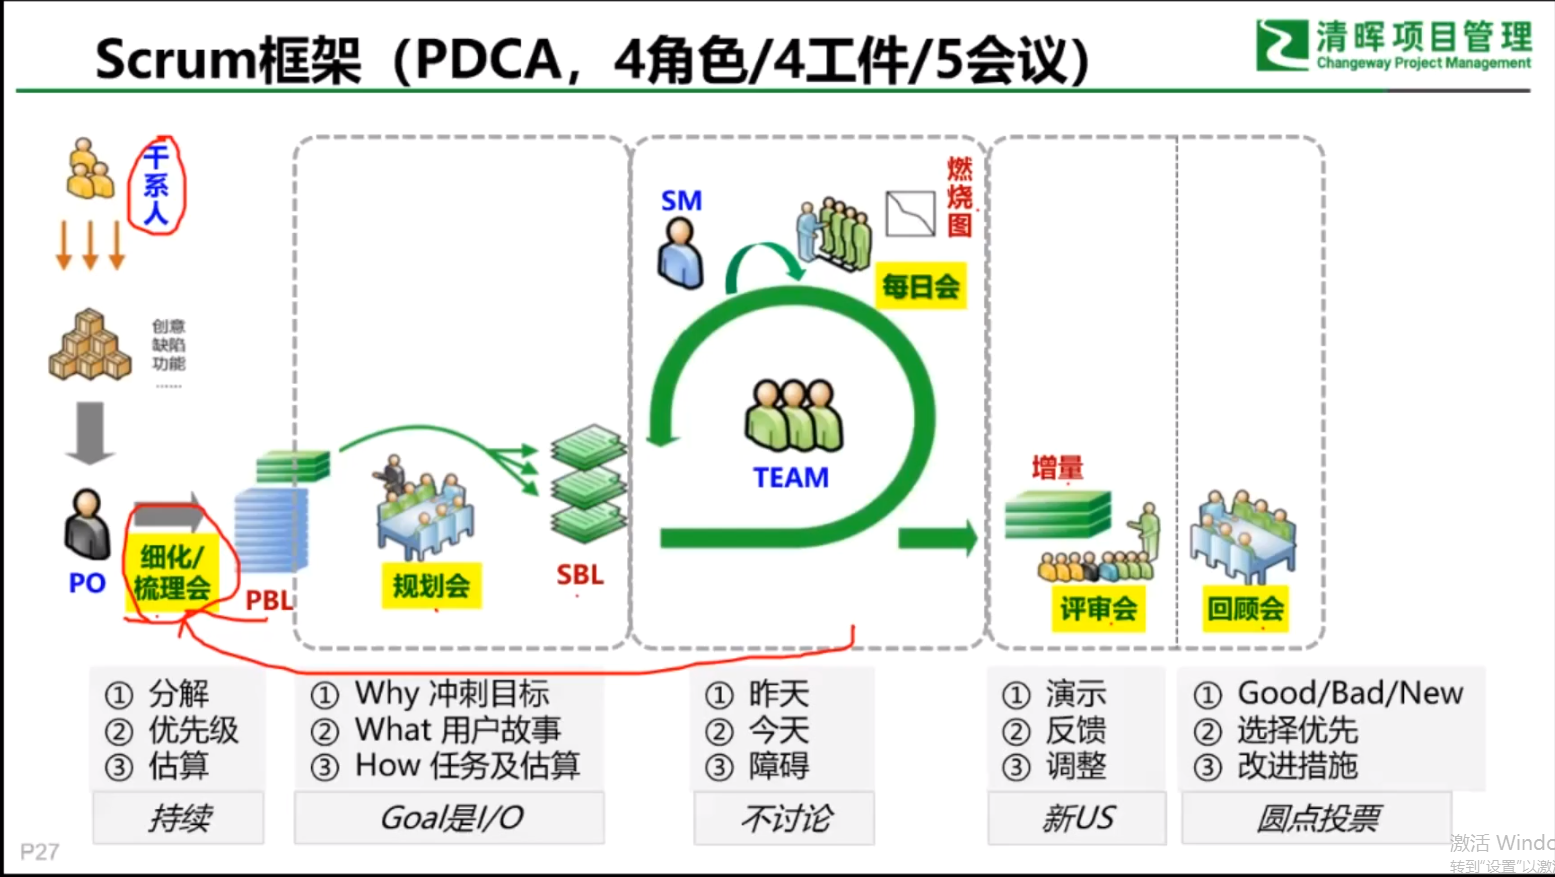 Scrum框架（PDCA，4角色/4工件/5会议）
清晖项目管理
Changeway Project Management
干系人
创意
缺陷
功能
……
PO
细化/
梳理会
PBL
规划会
SBL
SM
燃烧图
每日会
TEAM
增量
评审会
回顾会
① 分解
② 优先级
③ 估算
持续
① Why 冲刺目标
② What 用户故事
③ How 任务及估算
Goal是I/O
① 昨天
② 今天
③ 障碍
不讨论
① 演示
② 反馈
③ 调整
新US
① Good/Bad/New
② 选择优先
③ 改进措施
圆点投票
P27
激活 Windo
转到"设置"以激